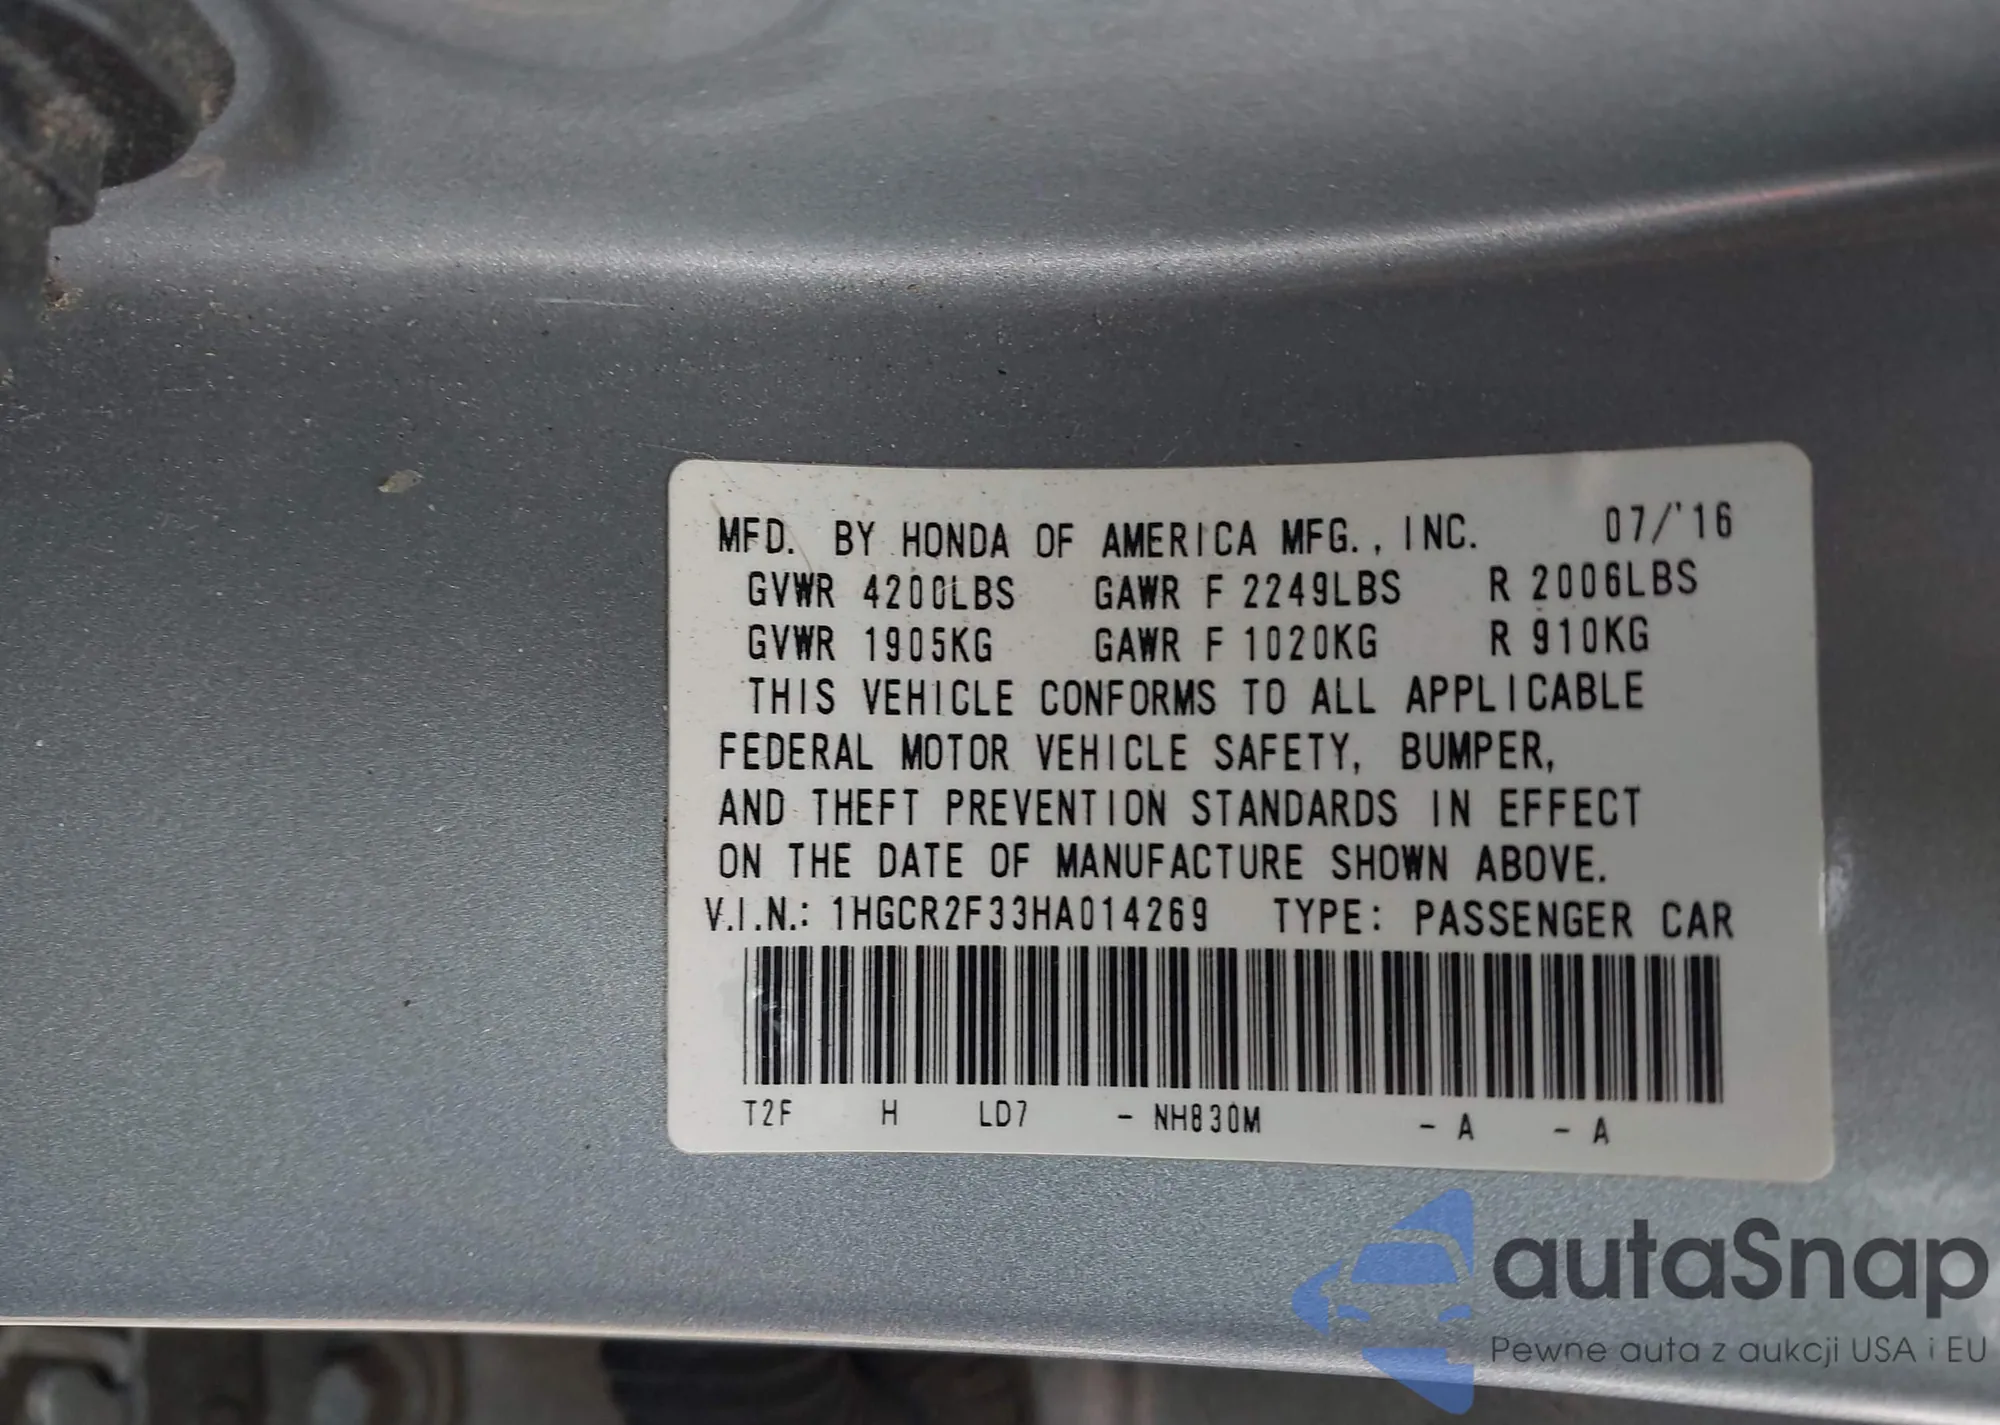 MFD. BY HONDA OF AMERICA MFG., INC. 07/'16
GVWR 4200LBS GAWR F 2249LBS R 2006LBS
GVWR 1905KG GAWR F 1020KG R 910KG
THIS VEHICLE CONFORMS TO ALL APPLICABLE
FEDERAL MOTOR VEHICLE SAFETY, BUMPER,
AND THEFT PREVENTION STANDARDS IN EFFECT
ON THE DATE OF MANUFACTURE SHOWN ABOVE.
V.I.N.: 1HGCR2F33HA014269 TYPE: PASSENGER CAR
T2F H LD7 - NH830M - A - A
autaSnap
Pewne auta z aukcji USA i EU